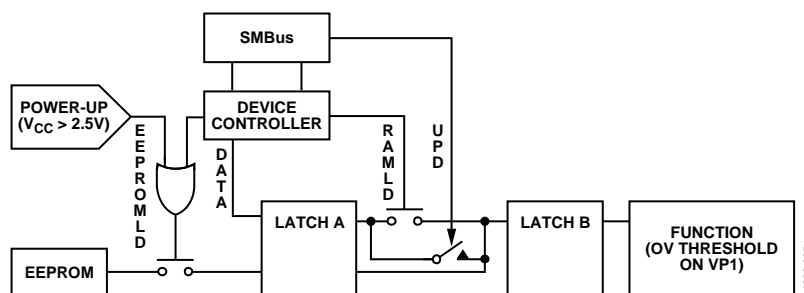 SMBus
POWER-UP
(VCC > 2.5V)
DEVICE
CONTROLLER
EEPROMLD
DATA
RAMLD
UPD
EEPROM
LATCH A
LATCH B
FUNCTION
(OV THRESHOLD
ON VP1)